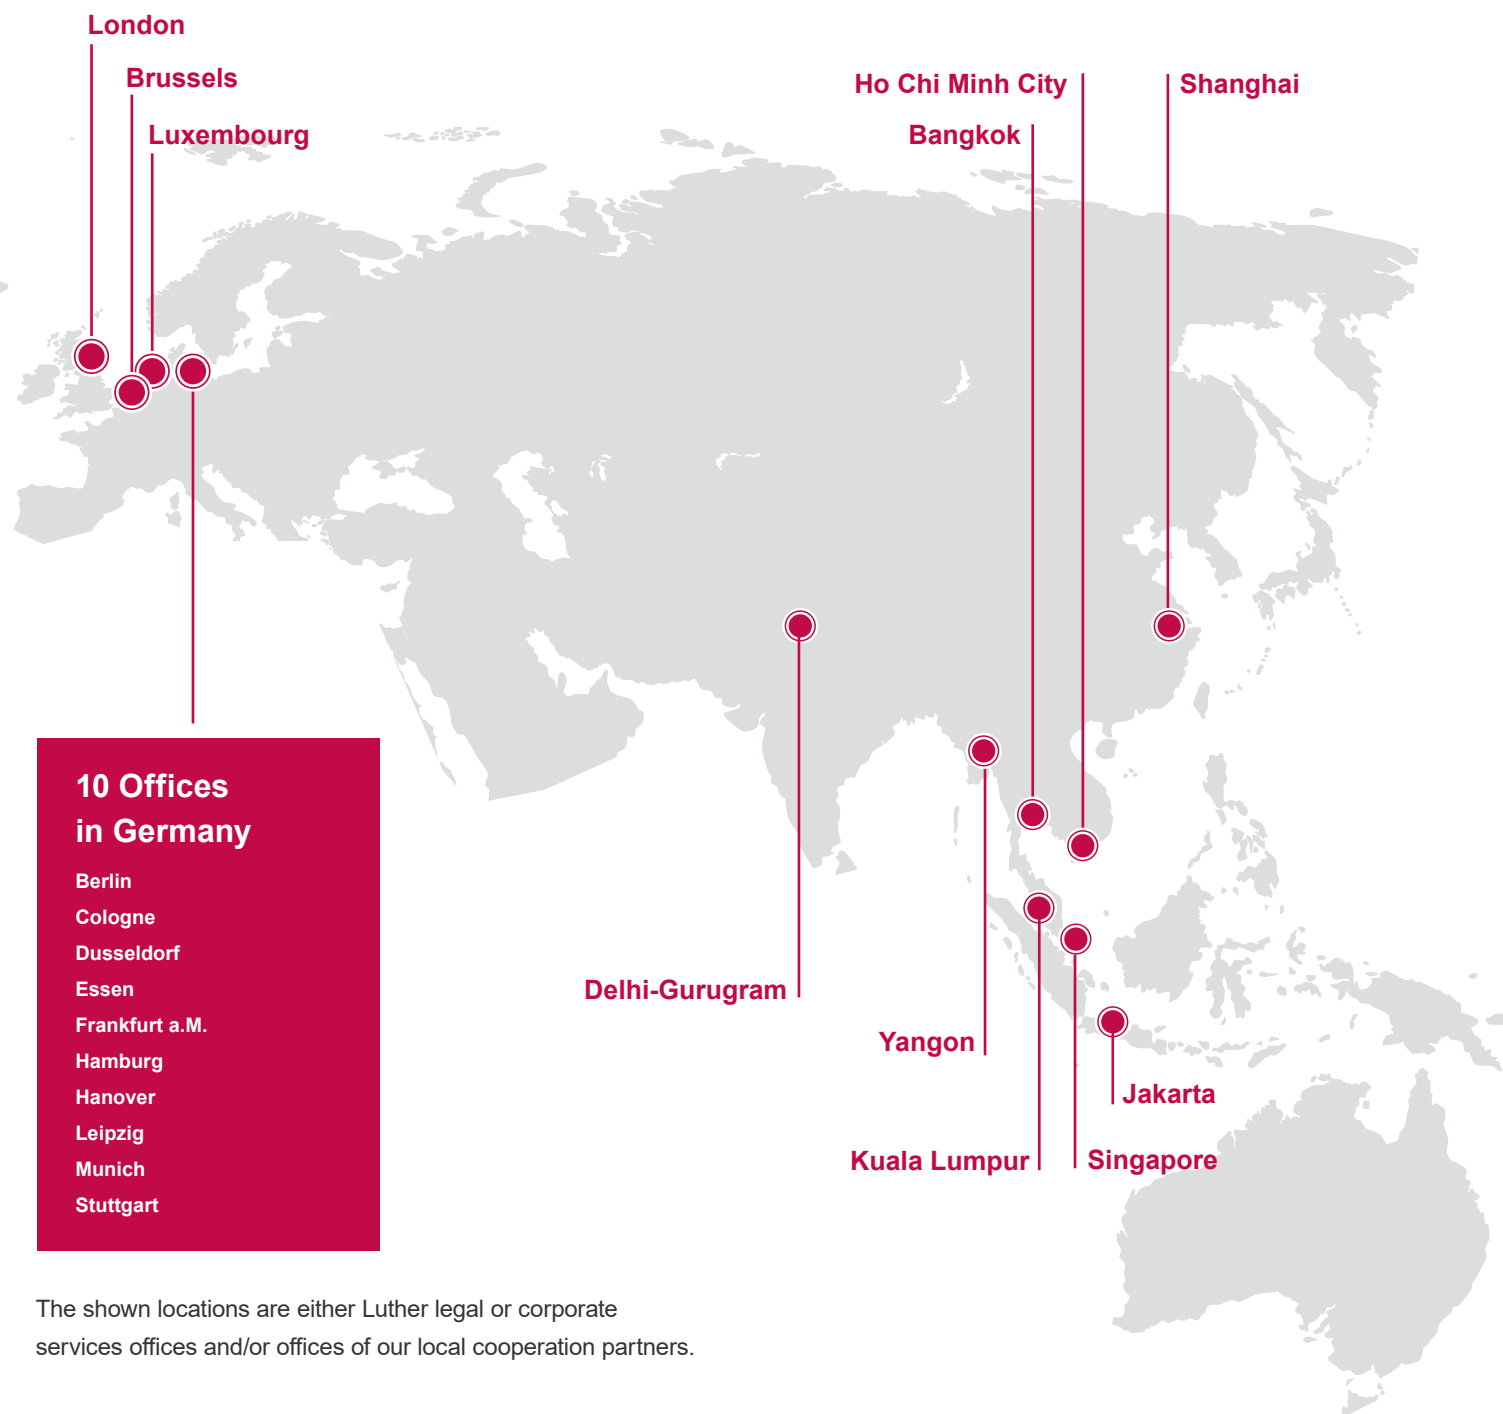 London
Brussels
Luxembourg
Ho Chi Minh City
Shanghai
Bangkok
10 Offices
in Germany
Berlin
Cologne
Dusseldorf
Essen
Frankfurt a.M.
Hamburg
Hanover
Leipzig
Munich
Stuttgart
Delhi-Gurugram
Yangon
Jakarta
Kuala Lumpur
Singapore
The shown locations are either Luther legal or corporate
services offices and/or offices of our local cooperation partners.